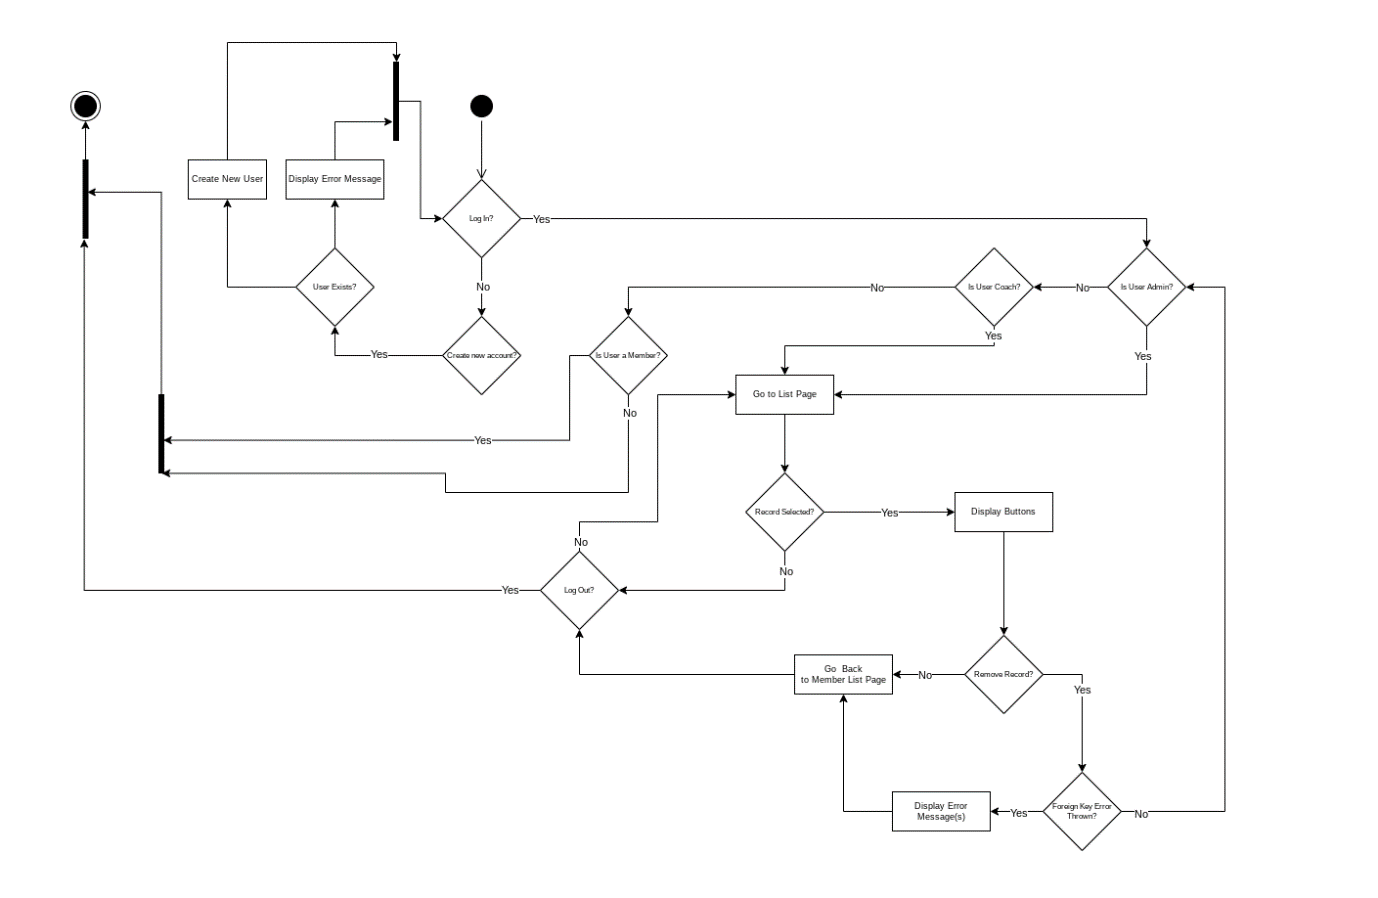 Create New User
Display Error Message
Log In?
Yes
User Exists?
No
Is User Coach?
Is User Admin?
No
No
Yes
Create new account?
Is User a Member?
Yes
Yes
Go to List Page
No
Yes
Record Selected?
Yes
Display Buttons
No
No
Log Out?
Yes
Go  Back
to Member List Page
No
Remove Record?
Yes
Display Error
Message(s)
Yes
Foreign Key Error
Thrown?
No